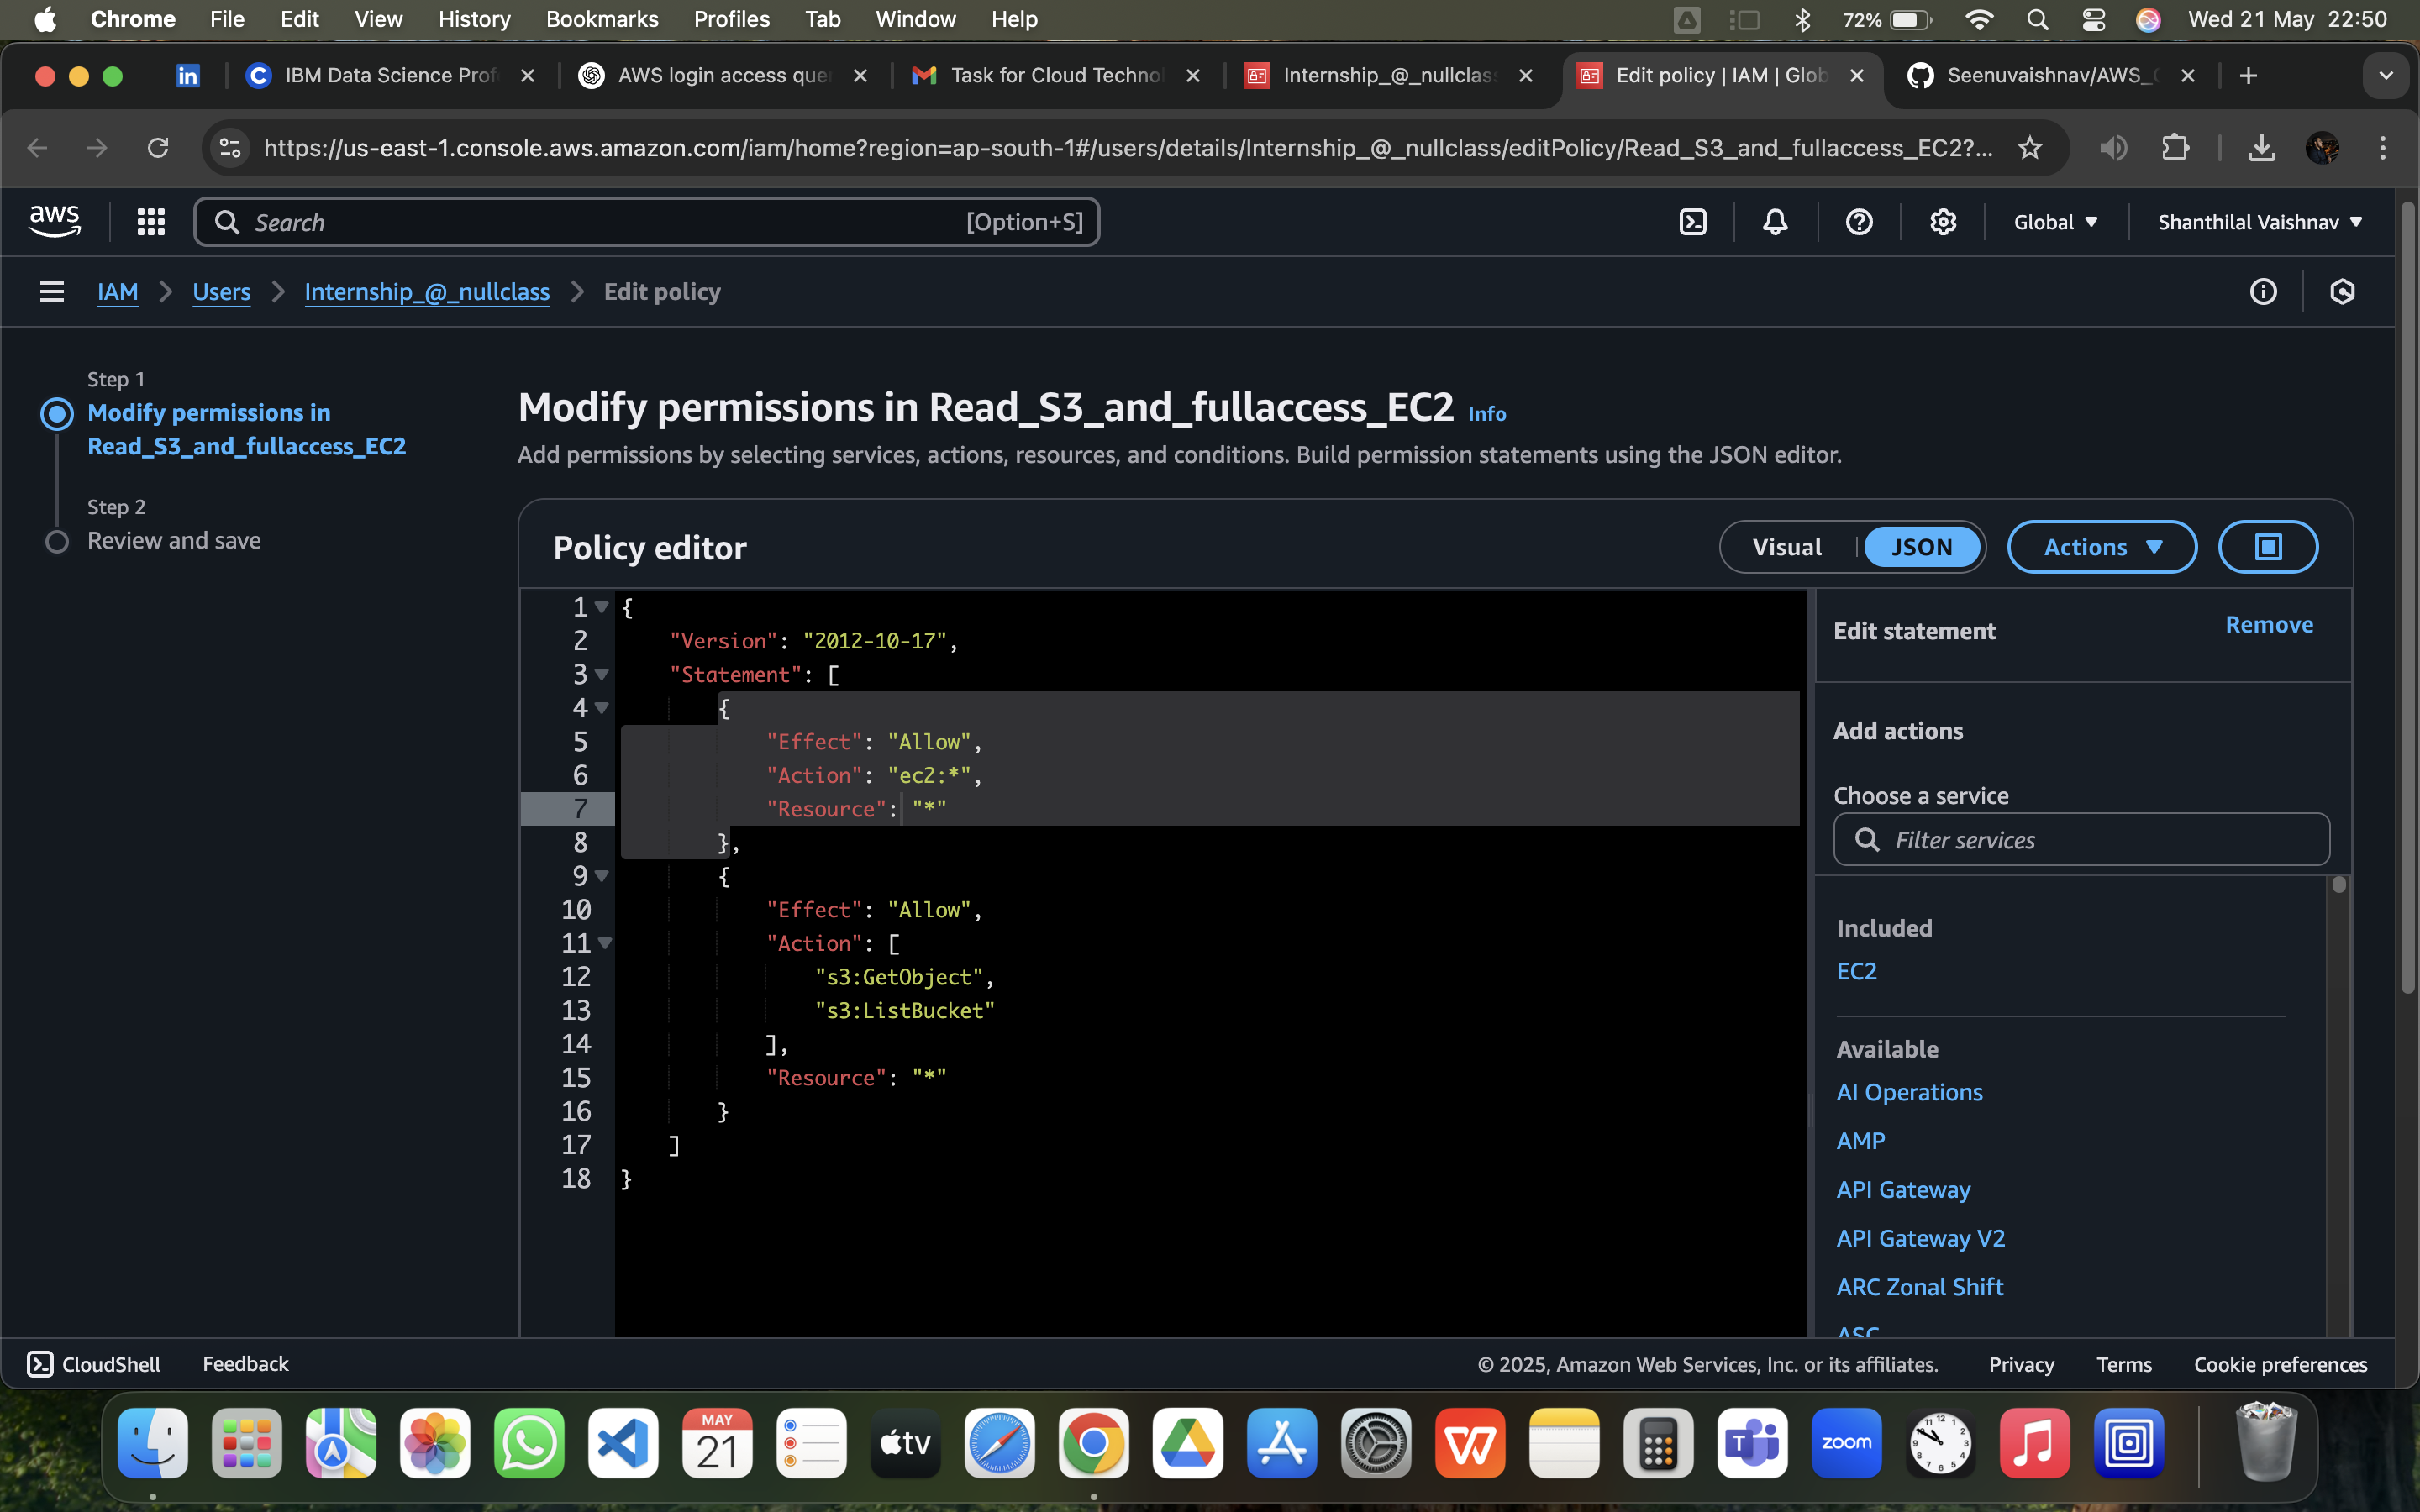 Chrome File Edit View History Bookmarks Profiles Tab Window Help 72% Wed 21 May 22:50
in IBM Data Science Prof AWS login access quer Task for Cloud Technol Internship_@_nullclass Edit policy | IAM | Glob Seenuvaishnav/AWS_
https://us-east-1.console.aws.amazon.com/iam/home?region=ap-south-1#/users/details/Internship_@_nullclass/editPolicy/Read_S3_and_fullaccess_EC2?...
aws Search [Option+S] Global Shanthilal Vaishnav
IAM Users Internship_@_nullclass Edit policy
Step 1
Modify permissions in
Read_S3_and_fullaccess_EC2
Step 2
Review and save
Modify permissions in Read_S3_and_fullaccess_EC2 Info
Add permissions by selecting services, actions, resources, and conditions. Build permission statements using the JSON editor.
Policy editor Visual JSON Actions
1 {
2 "Version": "2012-10-17",
3 "Statement": [
4 {
5 "Effect": "Allow",
6 "Action": "ec2:*",
7 "Resource": "*"
8 },
9 {
10 "Effect": "Allow",
11 "Action": [
12 "s3:GetObject",
13 "s3:ListBucket"
14 ],
15 "Resource": "*"
16 }
17 ]
18 }
Edit statement Remove
Add actions
Choose a service
Filter services
Included
EC2
Available
AI Operations
AMP
API Gateway
API Gateway V2
ARC Zonal Shift
ASC
CloudShell Feedback © 2025, Amazon Web Services, Inc. or its affiliates. Privacy Terms Cookie preferences
MAY
21
tv
zoom